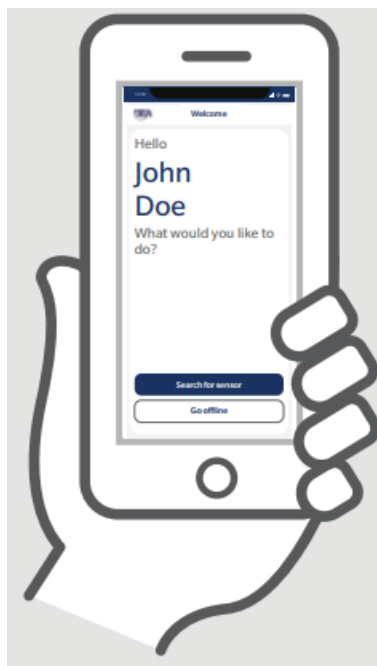 Welcome
Hello
John
Doe
What would you like to
do?
Search for sensor
Go offline